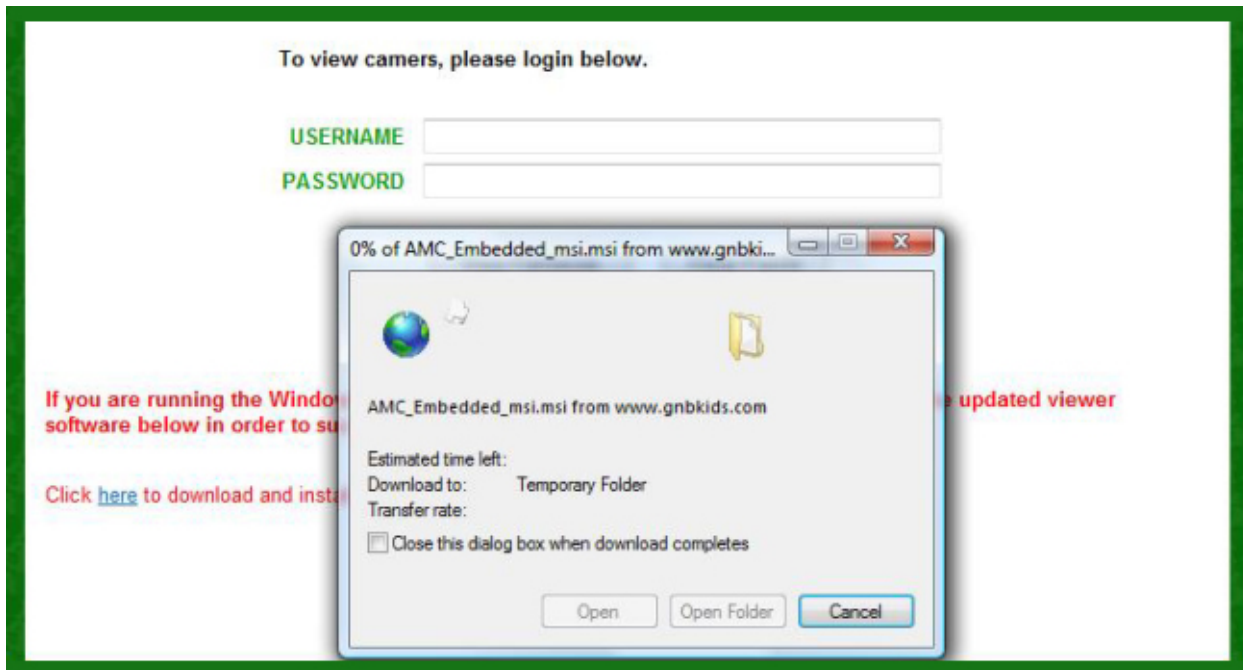 To view camers, please login below.
USERNAME
PASSWORD
0% of AMC_Embedded_msi.msi from www.gnbki...
If you are running the Windo
updated viewer
software below in order to su
AMC_Embedded_msi.msi from www.gnbkids.com
Estimated time left:
Click here to download and insta
Download to: Temporary Folder
Transfer rate:
Close this dialog box when download completes
Open Open Folder Cancel